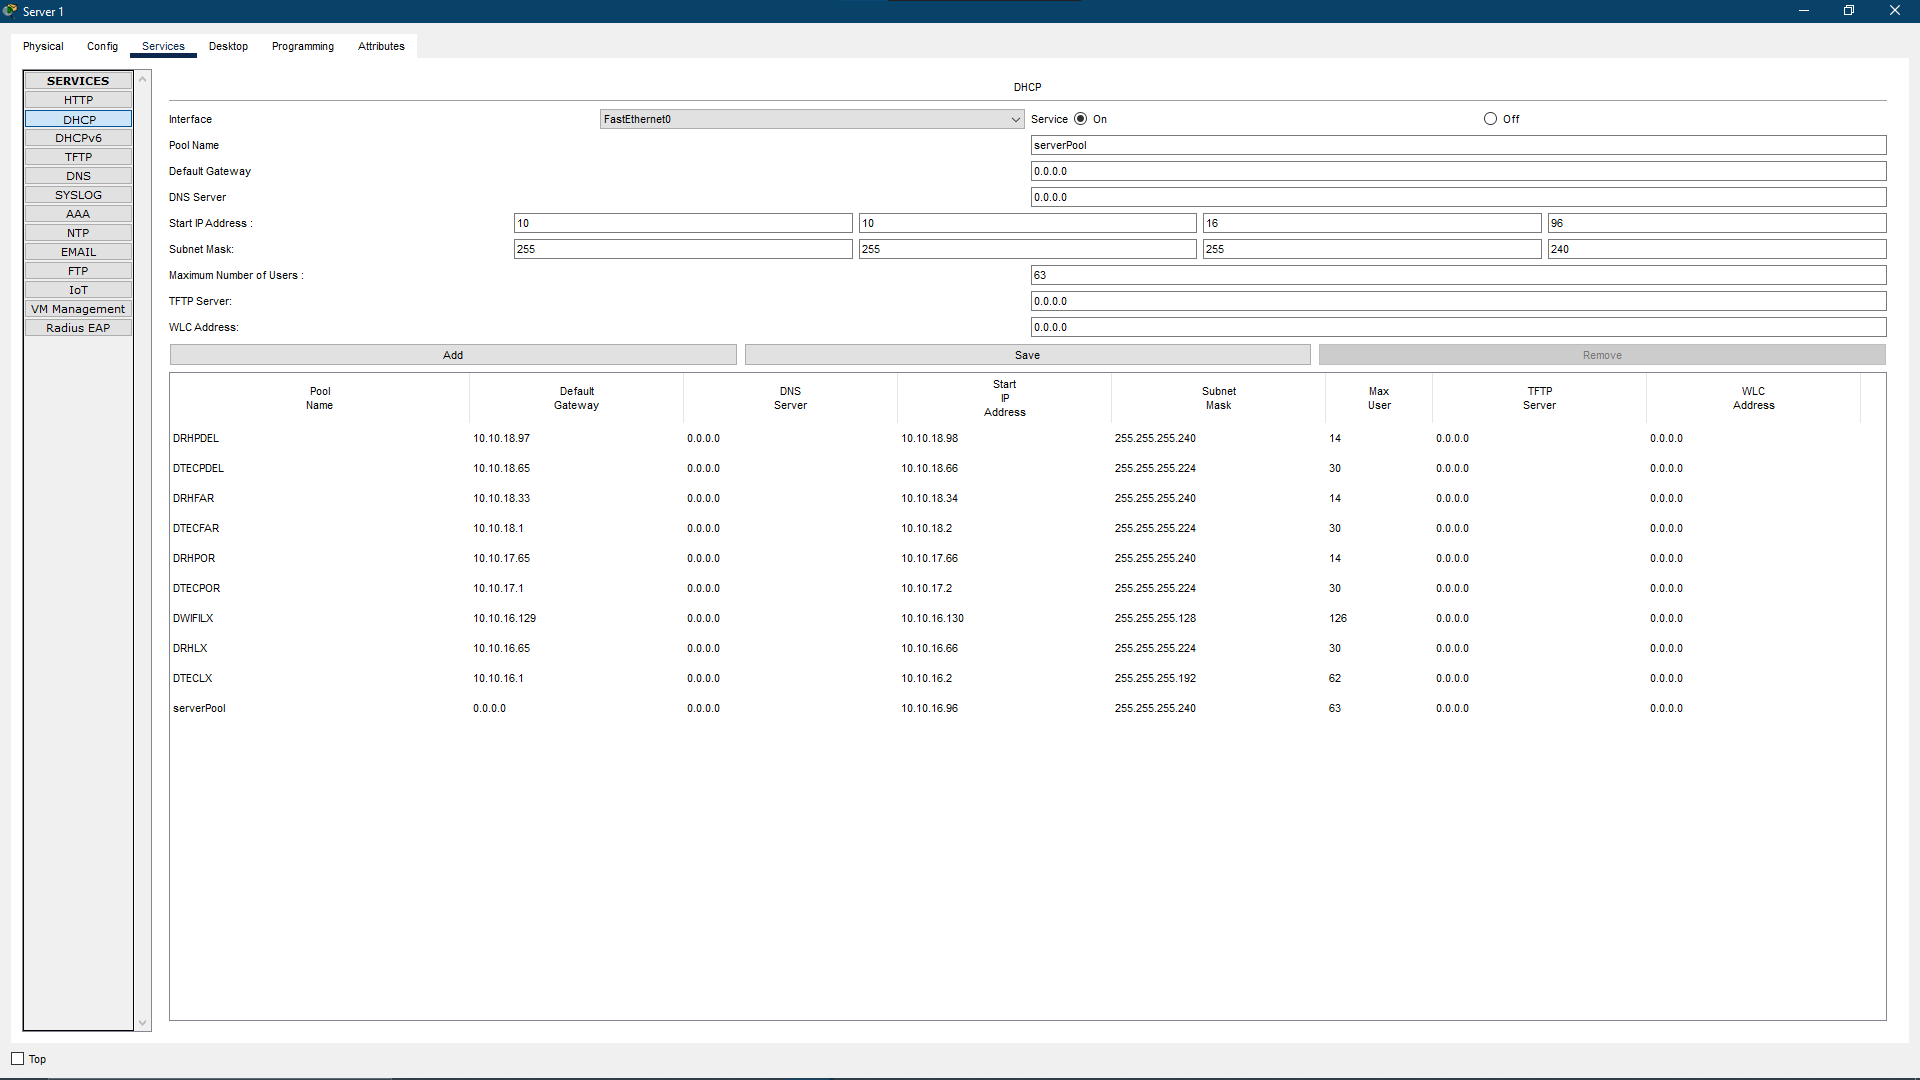 Server 1
Physical Config Services Desktop Programming Attributes
SERVICES
HTTP
DHCP
DHCPv6
TFTP
DNS
SYSLOG
AAA
NTP
EMAIL
FTP
IoT
VM Management
Radius EAP
DHCP
Interface FastEthernet0 Service On Off
Pool Name serverPool
Default Gateway 0.0.0.0
DNS Server 0.0.0.0
Start IP Address : 10 10 16 96
Subnet Mask: 255 255 255 240
Maximum Number of Users : 63
TFTP Server: 0.0.0.0
WLC Address: 0.0.0.0
Add Save Remove
Pool Name Default Gateway DNS Server Start IP Address Subnet Mask Max User TFTP Server WLC Address
DRHPDEL 10.10.18.97 0.0.0.0 10.10.18.98 255.255.255.240 14 0.0.0.0 0.0.0.0
DTECPDEL 10.10.18.65 0.0.0.0 10.10.18.66 255.255.255.224 30 0.0.0.0 0.0.0.0
DRHFAR 10.10.18.33 0.0.0.0 10.10.18.34 255.255.255.240 14 0.0.0.0 0.0.0.0
DTECFAR 10.10.18.1 0.0.0.0 10.10.18.2 255.255.255.224 30 0.0.0.0 0.0.0.0
DRHPOR 10.10.17.65 0.0.0.0 10.10.17.66 255.255.255.240 14 0.0.0.0 0.0.0.0
DTECPOR 10.10.17.1 0.0.0.0 10.10.17.2 255.255.255.224 30 0.0.0.0 0.0.0.0
DWIFILX 10.10.16.129 0.0.0.0 10.10.16.130 255.255.255.128 126 0.0.0.0 0.0.0.0
DRHLX 10.10.16.65 0.0.0.0 10.10.16.66 255.255.255.224 30 0.0.0.0 0.0.0.0
DTECLX 10.10.16.1 0.0.0.0 10.10.16.2 255.255.255.192 62 0.0.0.0 0.0.0.0
serverPool 0.0.0.0 0.0.0.0 10.10.16.96 255.255.255.240 63 0.0.0.0 0.0.0.0
Top